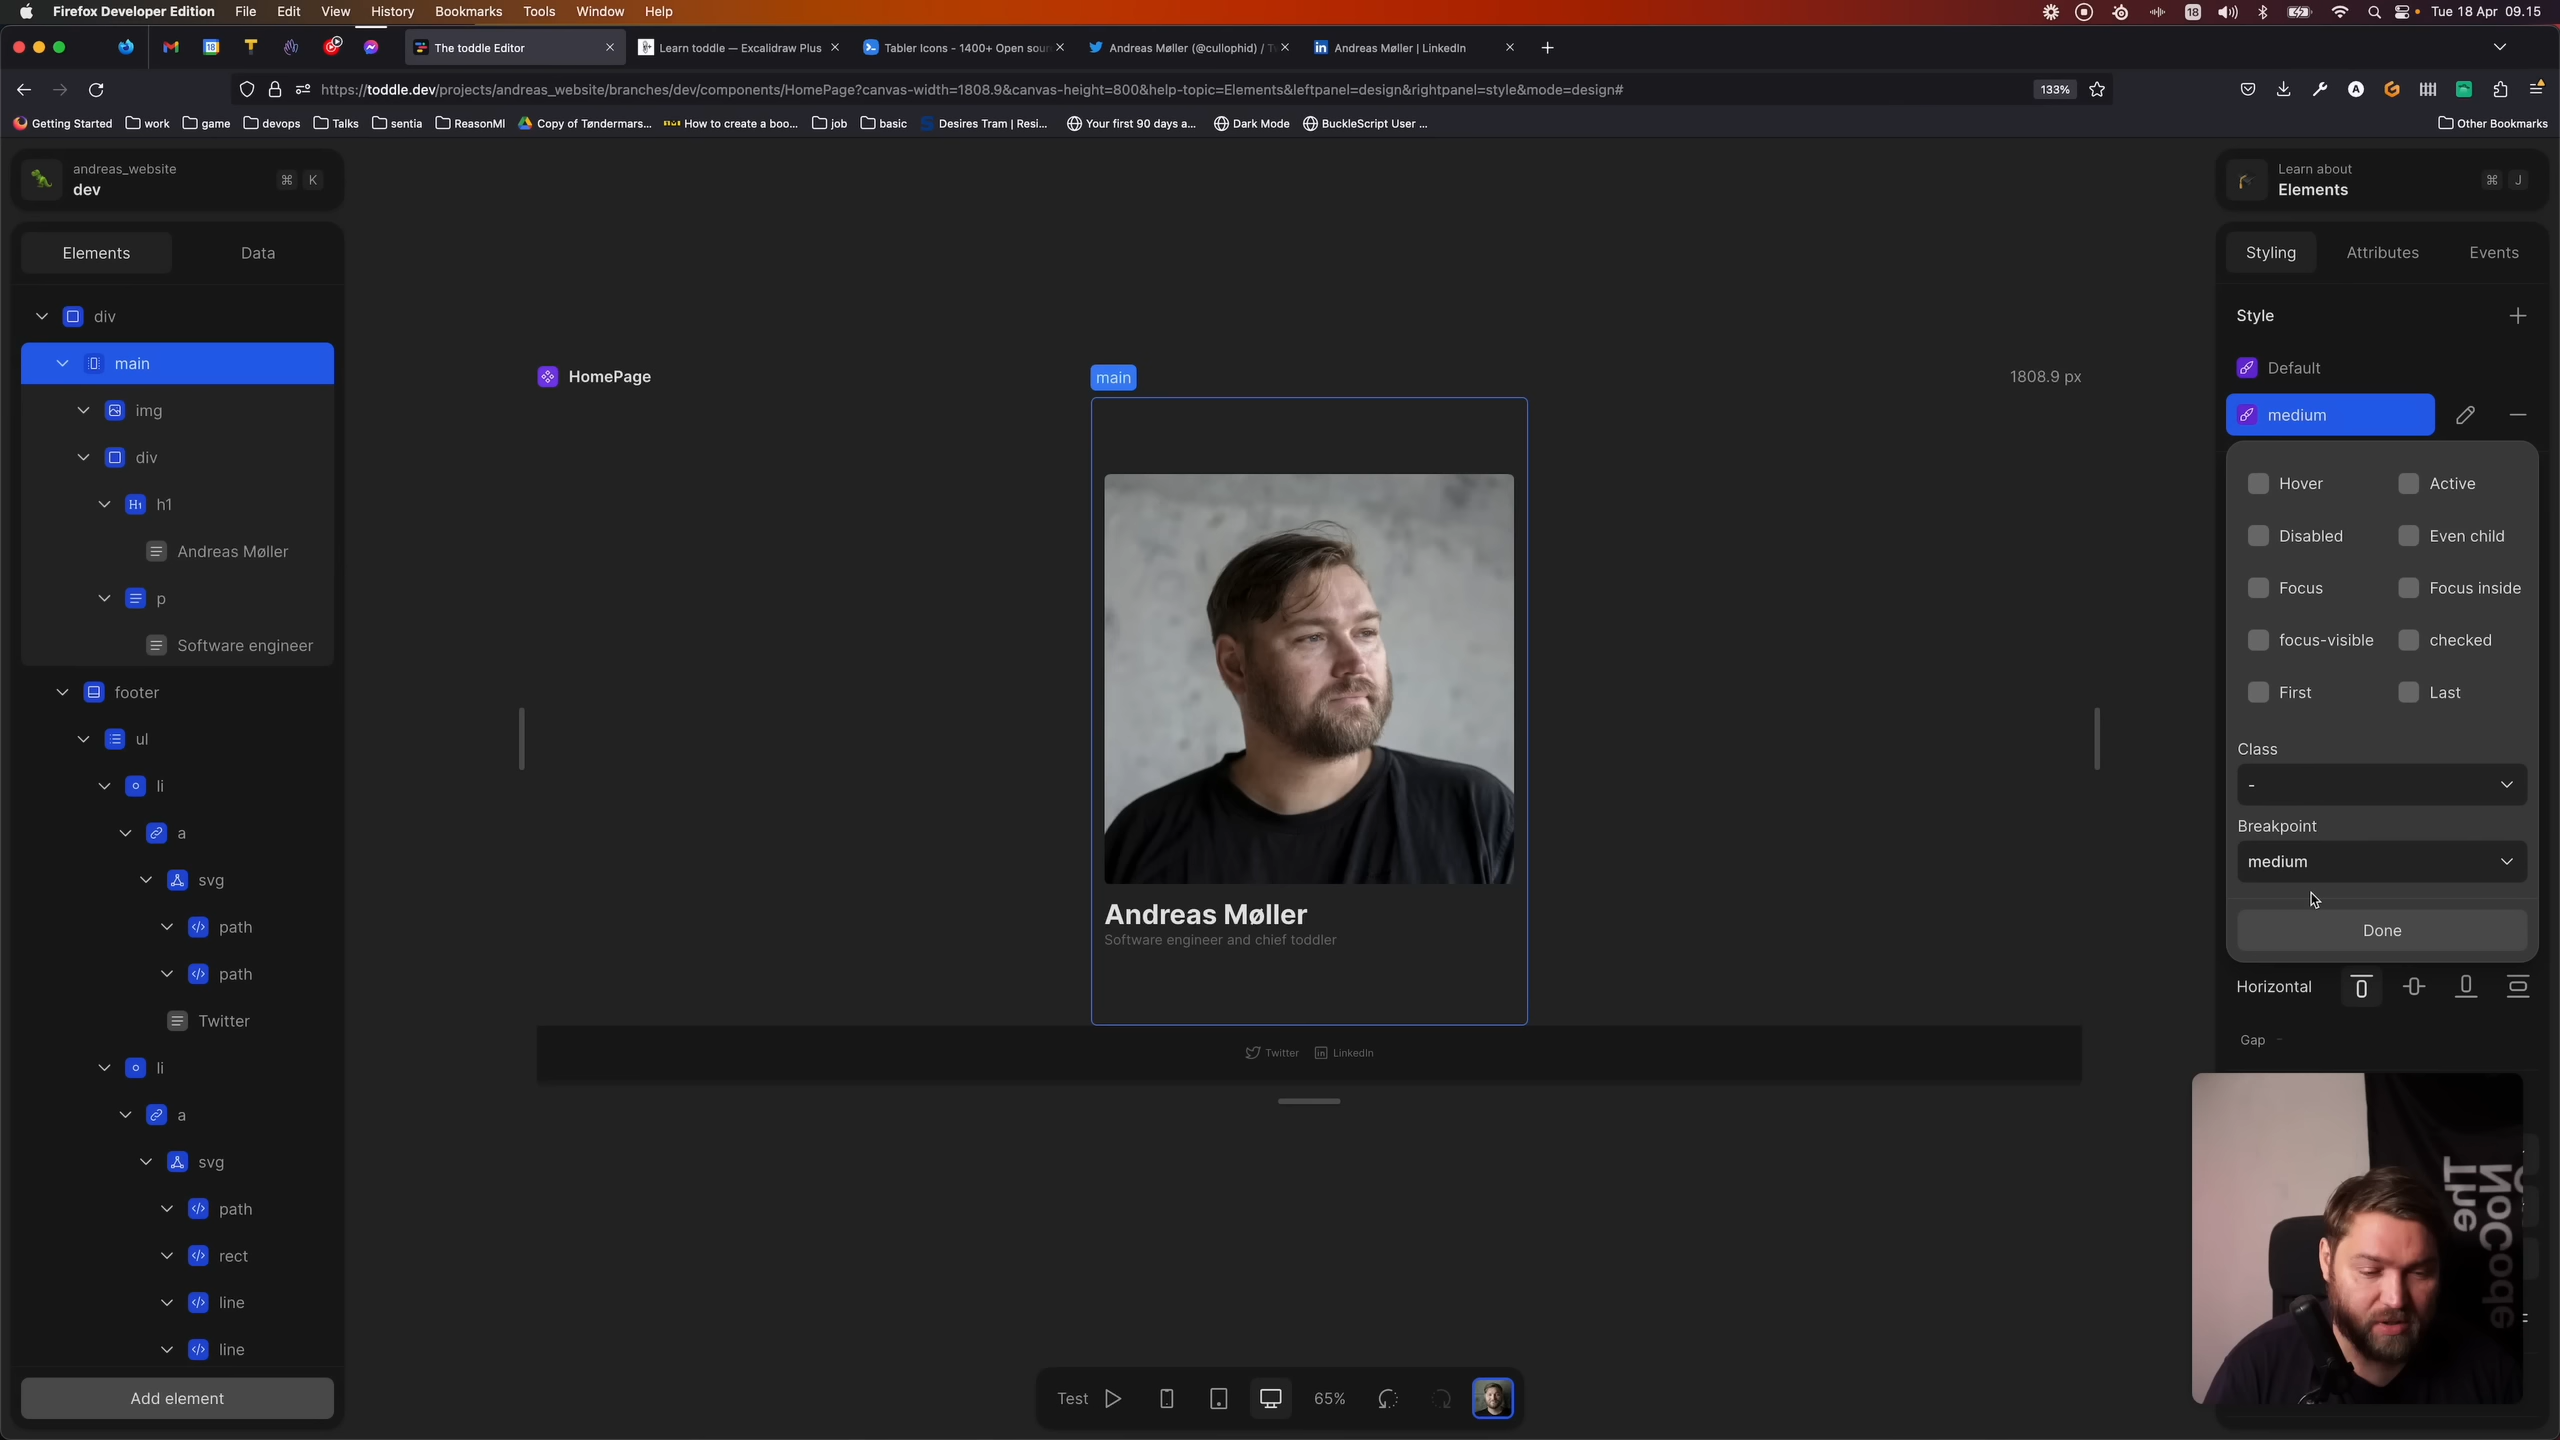 Firefox Developer Edition File Edit View History Bookmarks Tools Window Help 18 Tue 18 Apr 09.15
The toddle Editor Learn toddle — Excalidraw Plus Tabler Icons - 1400+ Open sour Andreas Møller (@cullophid) / T Andreas Møller | LinkedIn
https://toddle.dev/projects/andreas_website/branches/dev/components/HomePage?canvas-width=1808.9&canvas-height=800&help-topic=Elements&leftpanel=design&rightpanel=style&mode=design# 133%
Getting Started work game devops Talks sentia ReasonMl Copy of Tøndermars... How to create a boo... job basic Desires Tram | Resi... Your first 90 days a... Dark Mode BuckleScript User ... Other Bookmarks
andreas_website
dev
⌘ K
Elements Data
div
main
img
div
h1
Andreas Møller
p
Software engineer
footer
ul
li
a
svg
path
path
Twitter
li
a
svg
path
rect
line
line
Add element
HomePage
main
1808.9 px
Andreas Møller
Software engineer and chief toddler
Twitter LinkedIn
Test 65%
Learn about
Elements
⌘ J
Styling Attributes Events
Style
Default
medium
Hover Active
Disabled Even child
Focus Focus inside
focus-visible checked
First Last
Class
-
Breakpoint
medium
Done
Horizontal
Gap -
The
NoCode